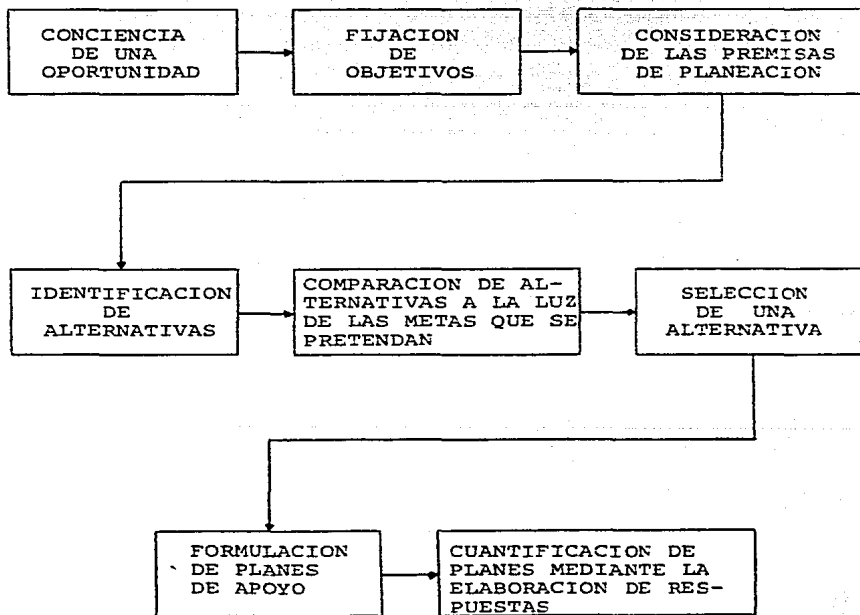 CONCIENCIA
DE UNA
OPORTUNIDAD
FIJACION
DE
OBJETIVOS
CONSIDERACION
DE LAS PREMISAS
DE PLANEACION
IDENTIFICACION
DE
ALTERNATIVAS
COMPARACION DE AL-
TERNATIVAS A LA LUZ
DE LAS METAS QUE SE
PRETENDAN
SELECCION
DE UNA
ALTERNATIVA
FORMULACION
DE PLANES
DE APOYO
CUANTIFICACION DE
PLANES MEDIANTE LA
ELABORACION DE RES-
PUESTAS